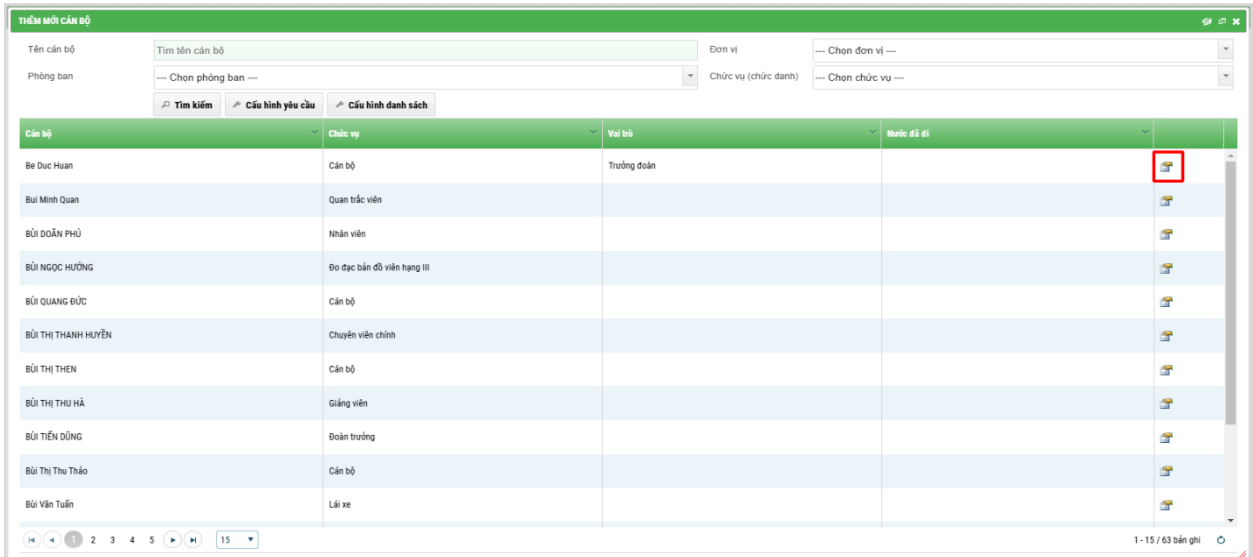 THÊM MỚI CÁN BỘ
Tên cán bộ Tìm tên cán bộ Đơn vị --- Chọn đơn vị ---
Phòng ban --- Chọn phòng ban --- Chức vụ (chức danh) --- Chọn chức vụ ---
Tìm kiếm Cấu hình yêu cầu Cấu hình danh sách
Cán bộ Chức vụ Vai trò Nước đã đi
Be Duc Huan Cán bộ Trưởng đoàn
Bui Minh Quan Quan trắc viên
BÙI DOÃN PHÚ Nhân viên
BÙI NGỌC HƯỚNG Đo đạc bản đồ viên hạng III
BÙI QUANG ĐỨC Cán bộ
BÙI THỊ THANH HUYỀN Chuyên viên chính
BÙI THỊ THEN Cán bộ
BÙI THỊ THU HÀ Giảng viên
BÙI TIẾN DŨNG Đoàn trưởng
Bùi Thị Thu Thảo Cán bộ
Bùi Văn Tuấn Lái xe
1 2 3 4 5 15 1 - 15 / 63 bản ghi